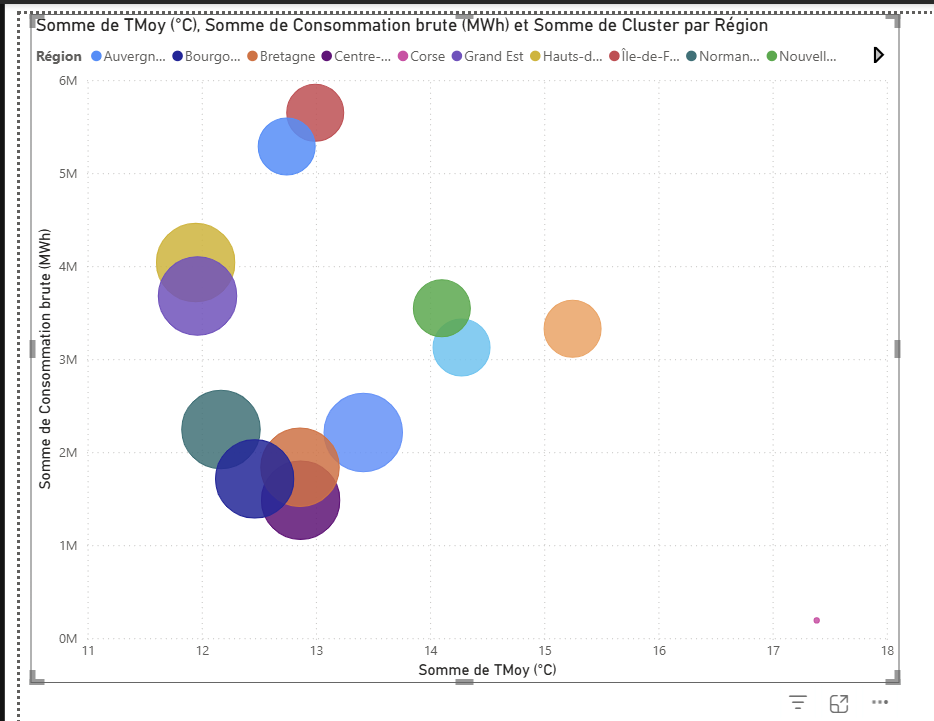 Somme de TMoy (°C), Somme de Consommation brute (MWh) et Somme de Cluster par Région
Région Auvergn... Bourgo... Bretagne Centre-... Corse Grand Est Hauts-d... Île-de-F... Norman... Nouvell...
6M
5M
4M
3M
2M
1M
0M
Somme de Consommation brute (MWh)
11 12 13 14 15 16 17 18
Somme de TMoy (°C)